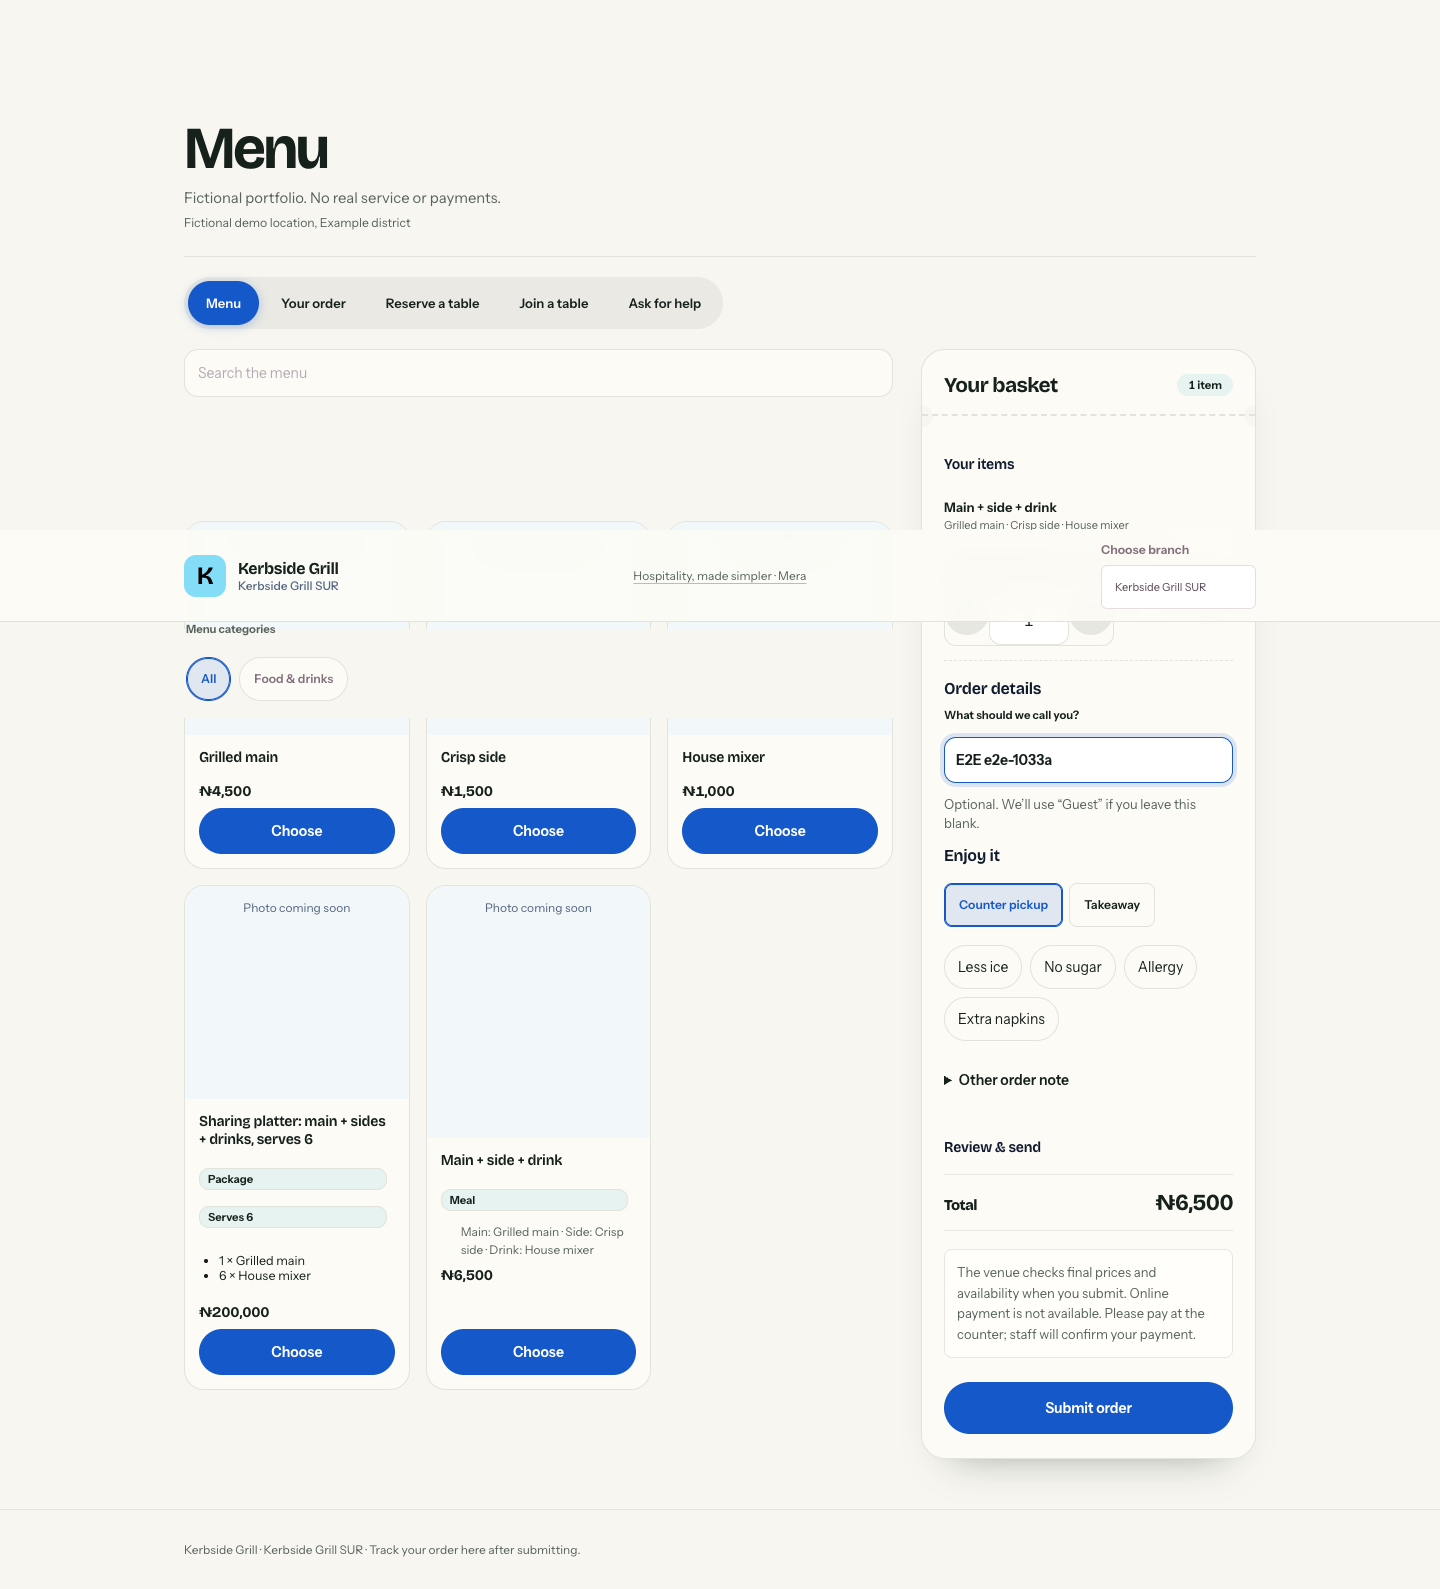 Menu
Fictional portfolio. No real service or payments.
Fictional demo location, Example district
Menu
Your order
Reserve a table
Join a table
Ask for help
Search the menu
Your basket
1 item
Your items
Main + side + drink
Grilled main · Crisp side · House mixer
K
Kerbside Grill
Kerbside Grill SUR
Hospitality, made simpler · Mera
Choose branch
Kerbside Grill SUR
1
Menu categories
All
Food & drinks
Grilled main
₦4,500
Choose
Crisp side
₦1,500
Choose
House mixer
₦1,000
Choose
Photo coming soon
Sharing platter: main + sides
+ drinks, serves 6
Package
Serves 6
1 × Grilled main
6 × House mixer
₦200,000
Choose
Photo coming soon
Main + side + drink
Meal
Main: Grilled main · Side: Crisp
side · Drink: House mixer
₦6,500
Choose
Order details
What should we call you?
E2E e2e-1033a
Optional. We’ll use “Guest” if you leave this
blank.
Enjoy it
Counter pickup
Takeaway
Less ice
No sugar
Allergy
Extra napkins
Other order note
Review & send
Total
₦6,500
The venue checks final prices and
availability when you submit. Online
payment is not available. Please pay at the
counter; staff will confirm your payment.
Submit order
Kerbside Grill · Kerbside Grill SUR · Track your order here after submitting.